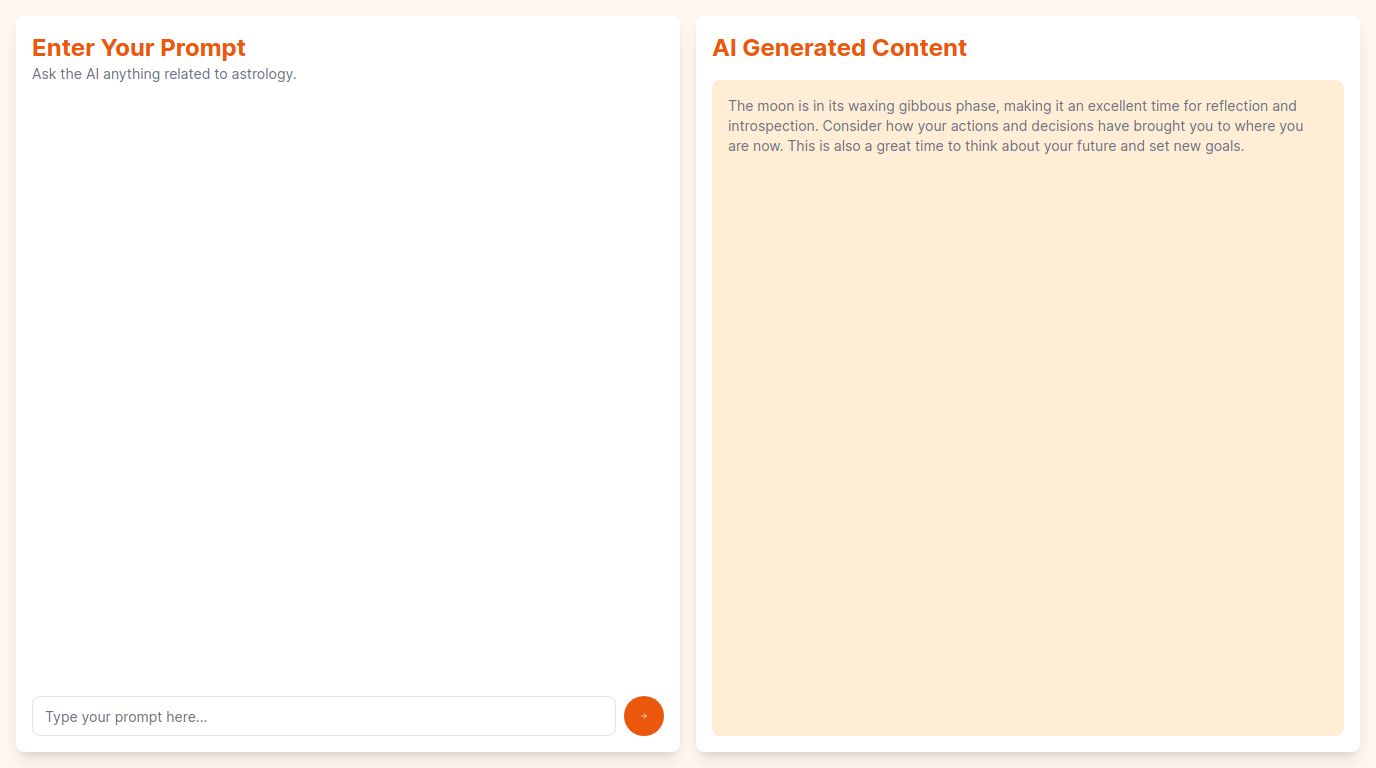 Enter Your Prompt
Ask the AI anything related to astrology.
Type your prompt here...
AI Generated Content
The moon is in its waxing gibbous phase, making it an excellent time for reflection and
introspection. Consider how your actions and decisions have brought you to where you
are now. This is also a great time to think about your future and set new goals.